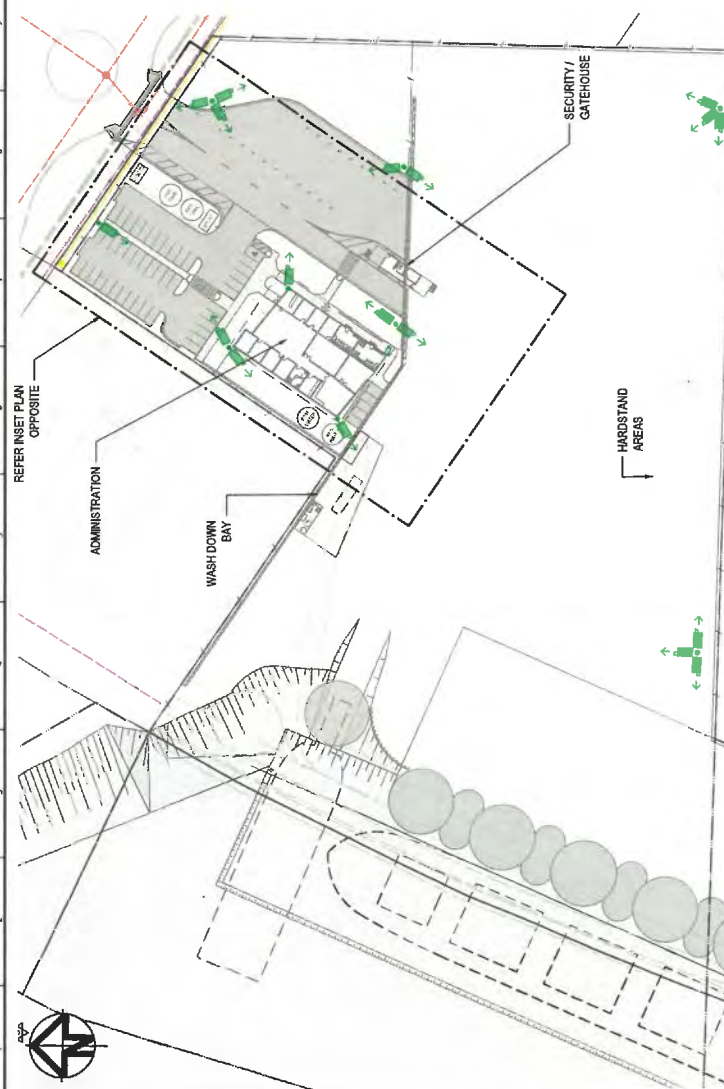 REFER INSET PLAN
OPPOSITE
ADMINISTRATION
WASH DOWN
BAY
SECURITY /
GATEHOUSE
HARDSTAND
AREAS
N